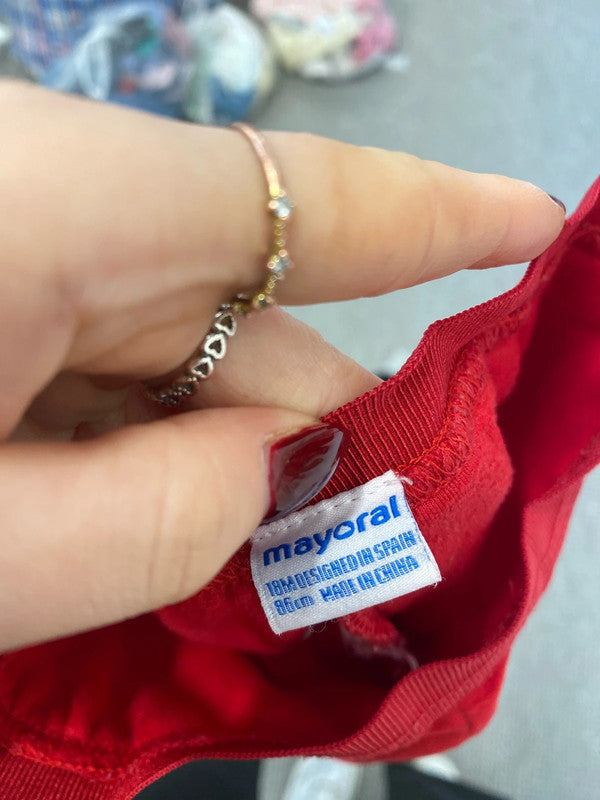 mayoral
18M DESIGNED IN SPAIN
86cm MADE IN CHINA